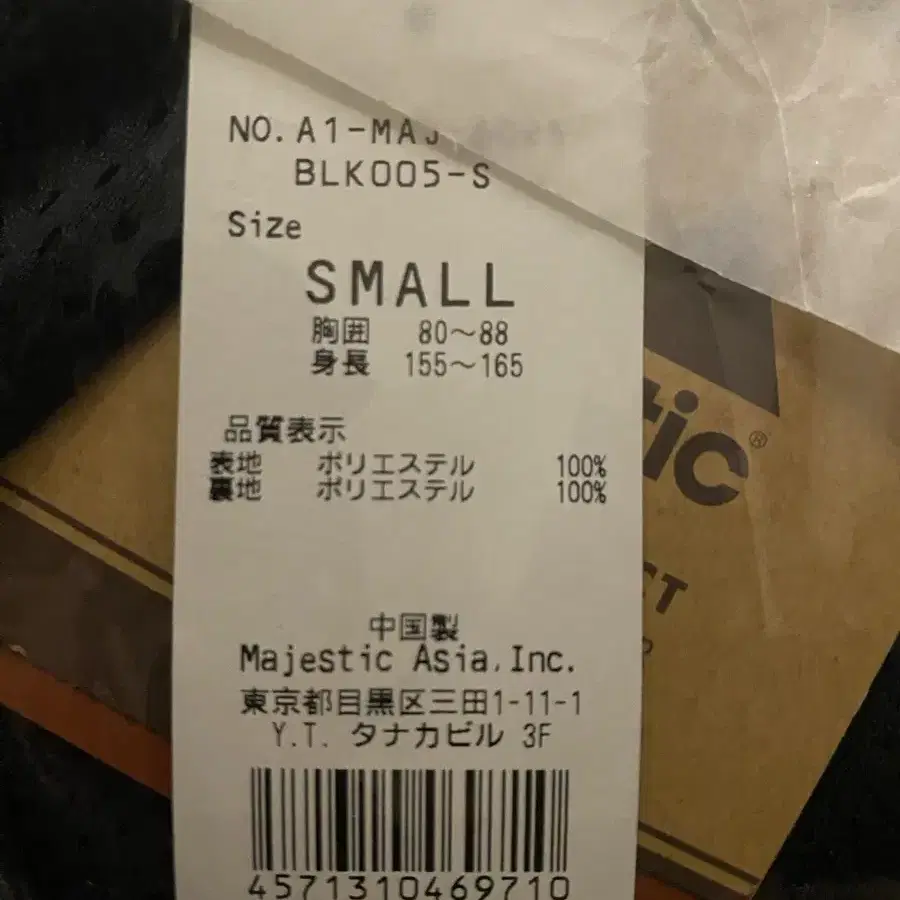 NO. A1-MAJ
BLK005-S
Size
SMALL
胸囲 80～88
身長 155～165
品質表示
表地 ポリエステル 100%
裏地 ポリエステル 100%
中国製
Majestic Asia, Inc.
東京都目黒区三田1-11-1
Y.T. タナカビル 3F
4571310469710
tic®
CT